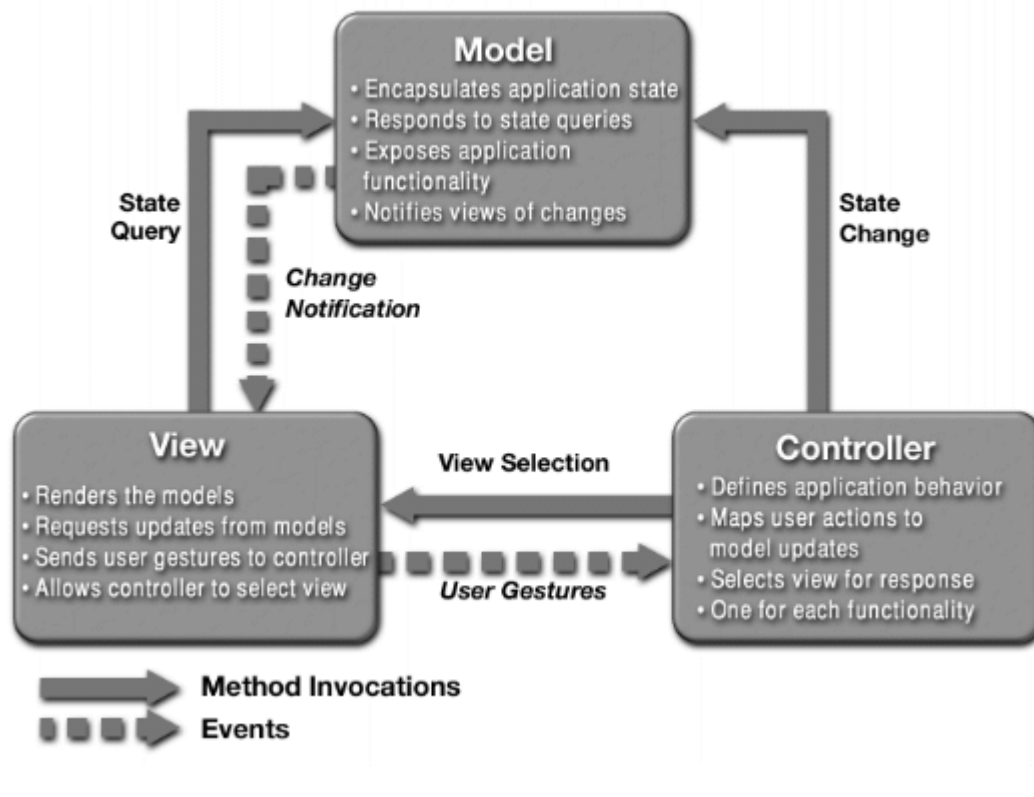 Model
• Encapsulates application state
• Responds to state queries
• Exposes application
functionality
• Notifies views of changes
State
Query
Change
Notification
State
Change
View
• Renders the models
• Requests updates from models
• Sends user gestures to controller
• Allows controller to select view
View Selection
User Gestures
Controller
• Defines application behavior
• Maps user actions to
model updates
• Selects view for response
• One for each functionality
Method Invocations
Events